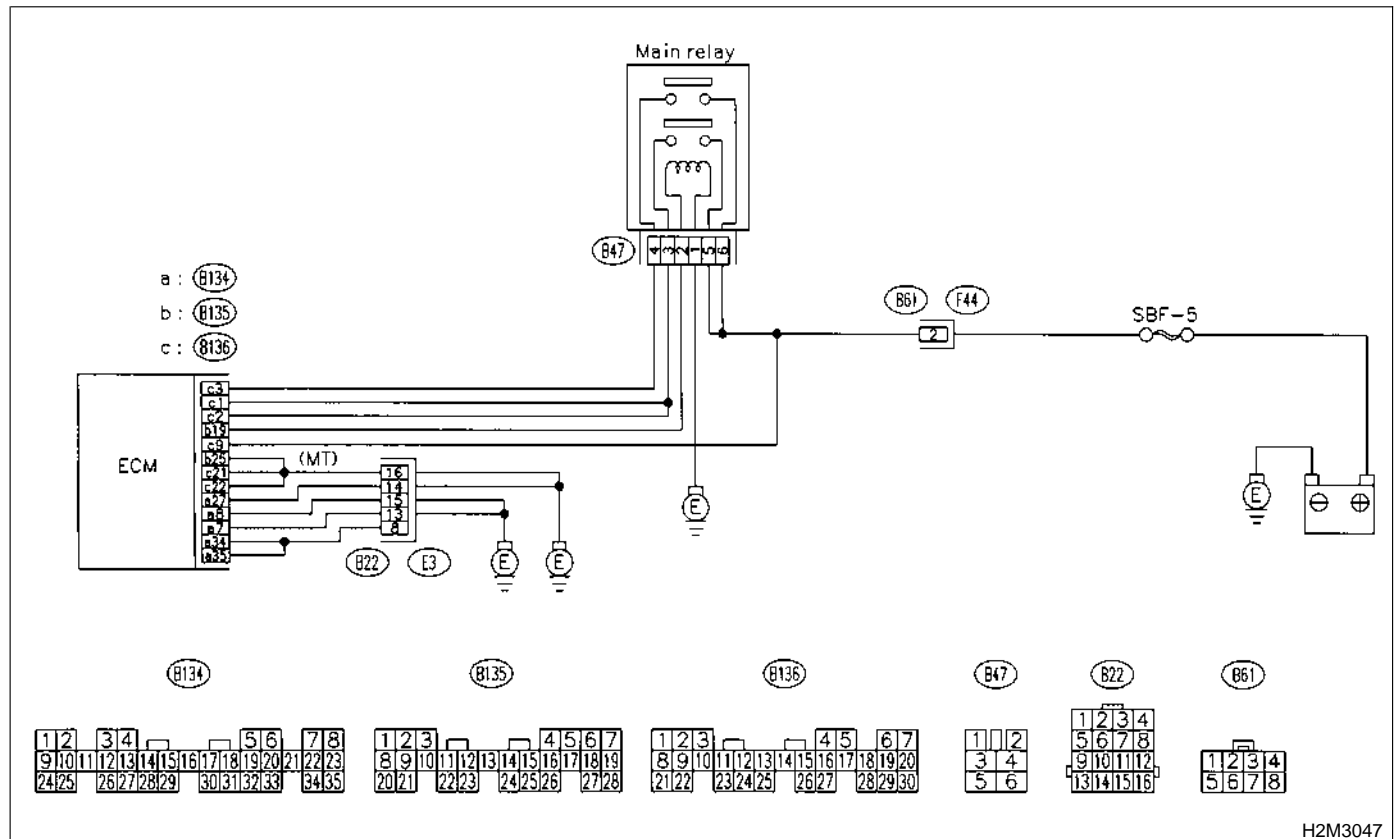 Main relay
B47
4 3 2 1 5 6
a : B134
b : B135
c : B136
B61 F44
2
SBF-5
ECM
c3
c1
c2
b19
c9
b25
c21
c22
a27
a8
a7
a34
a35
(MT)
16
14
15
13
8
B22 E3
E E E E
B134 B135 B136 B47 B22 B61
1 2 3 4 5 6 7 8
9 10 11 12 13 14 15 16 17 18 19 20 21 22 23
24 25 26 27 28 29 30 31 32 33 34 35
1 2 3 4 5 6 7
8 9 10 11 12 13 14 15 16 17 18 19
20 21 22 23 24 25 26 27 28
1 2 3 4 5 6 7
8 9 10 11 12 13 14 15 16 17 18 19 20
21 22 23 24 25 26 27 28 29 30
1 2
3 4
5 6
1 2 3 4
5 6 7 8
9 10 11 12
13 14 15 16
1 2 3 4
5 6 7 8
H2M3047